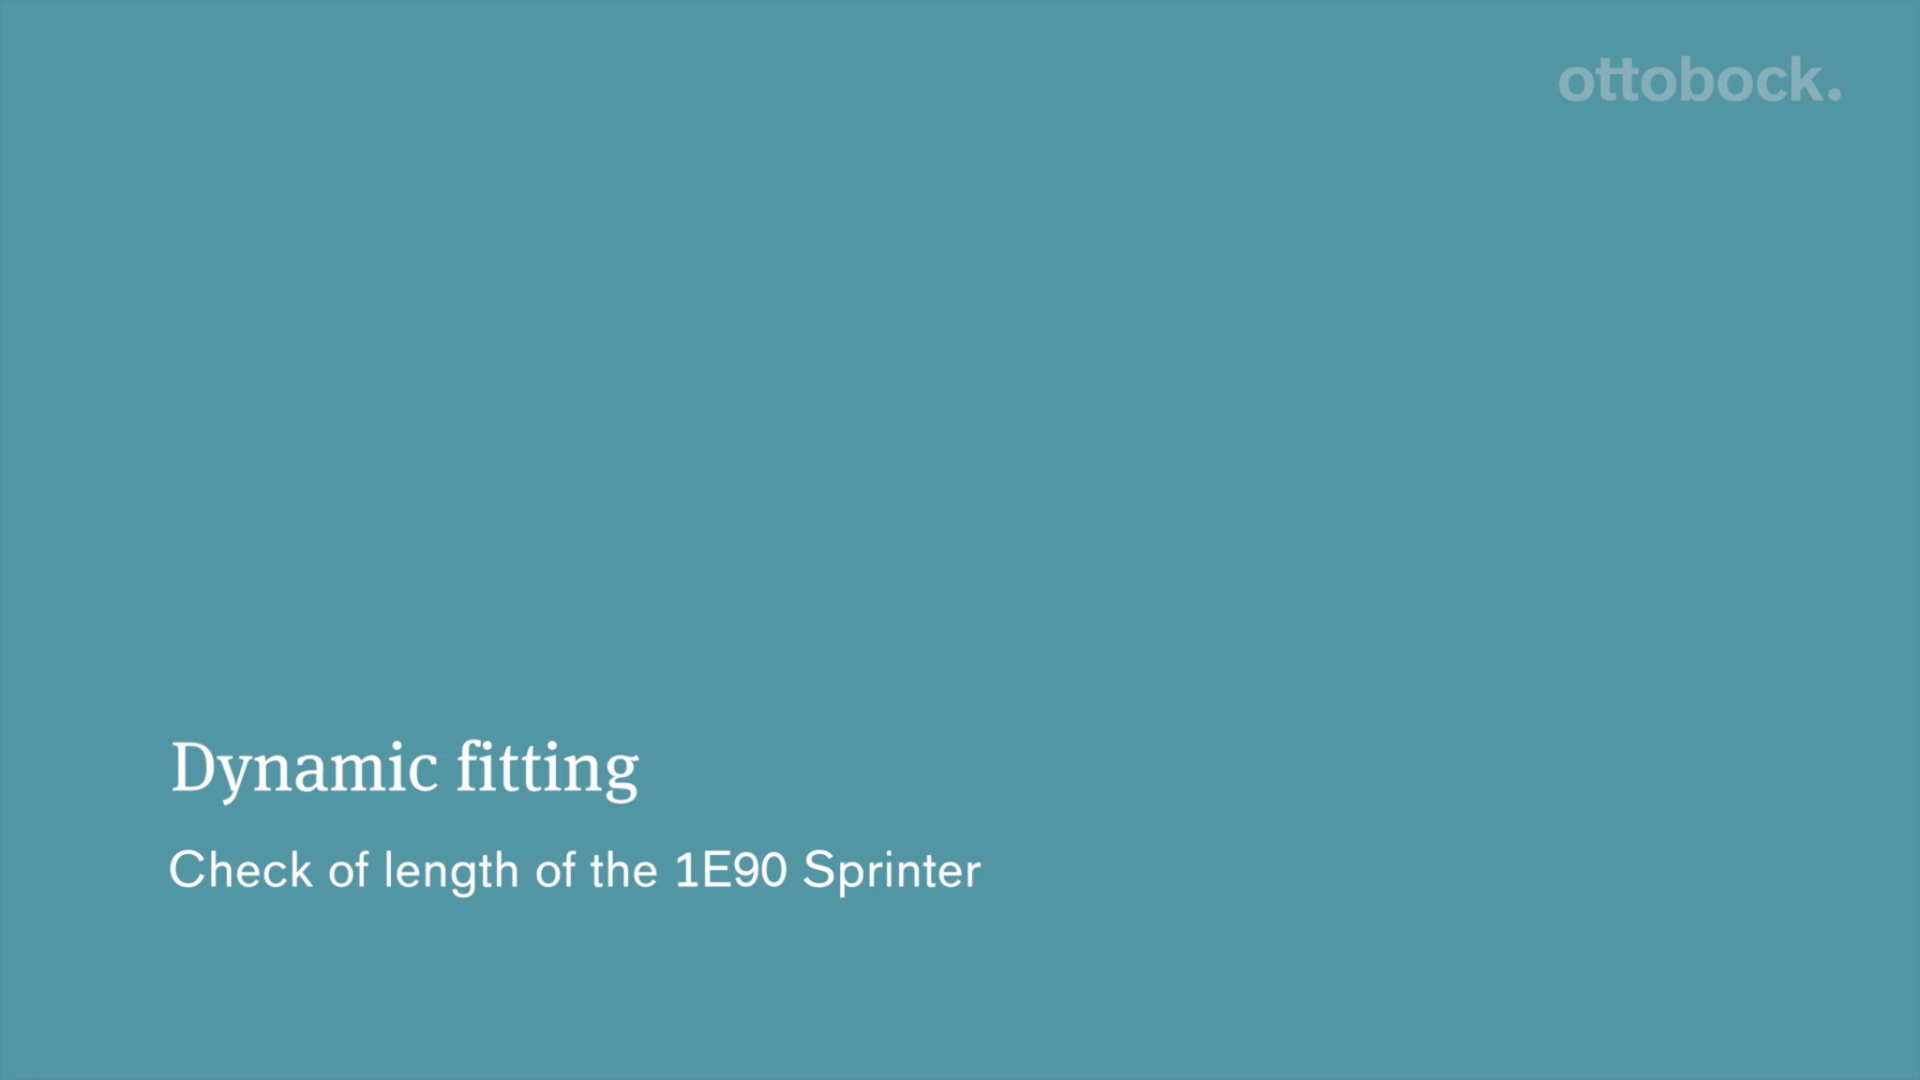 ottobock.
Dynamic fitting
Check of length of the 1E90 Sprinter